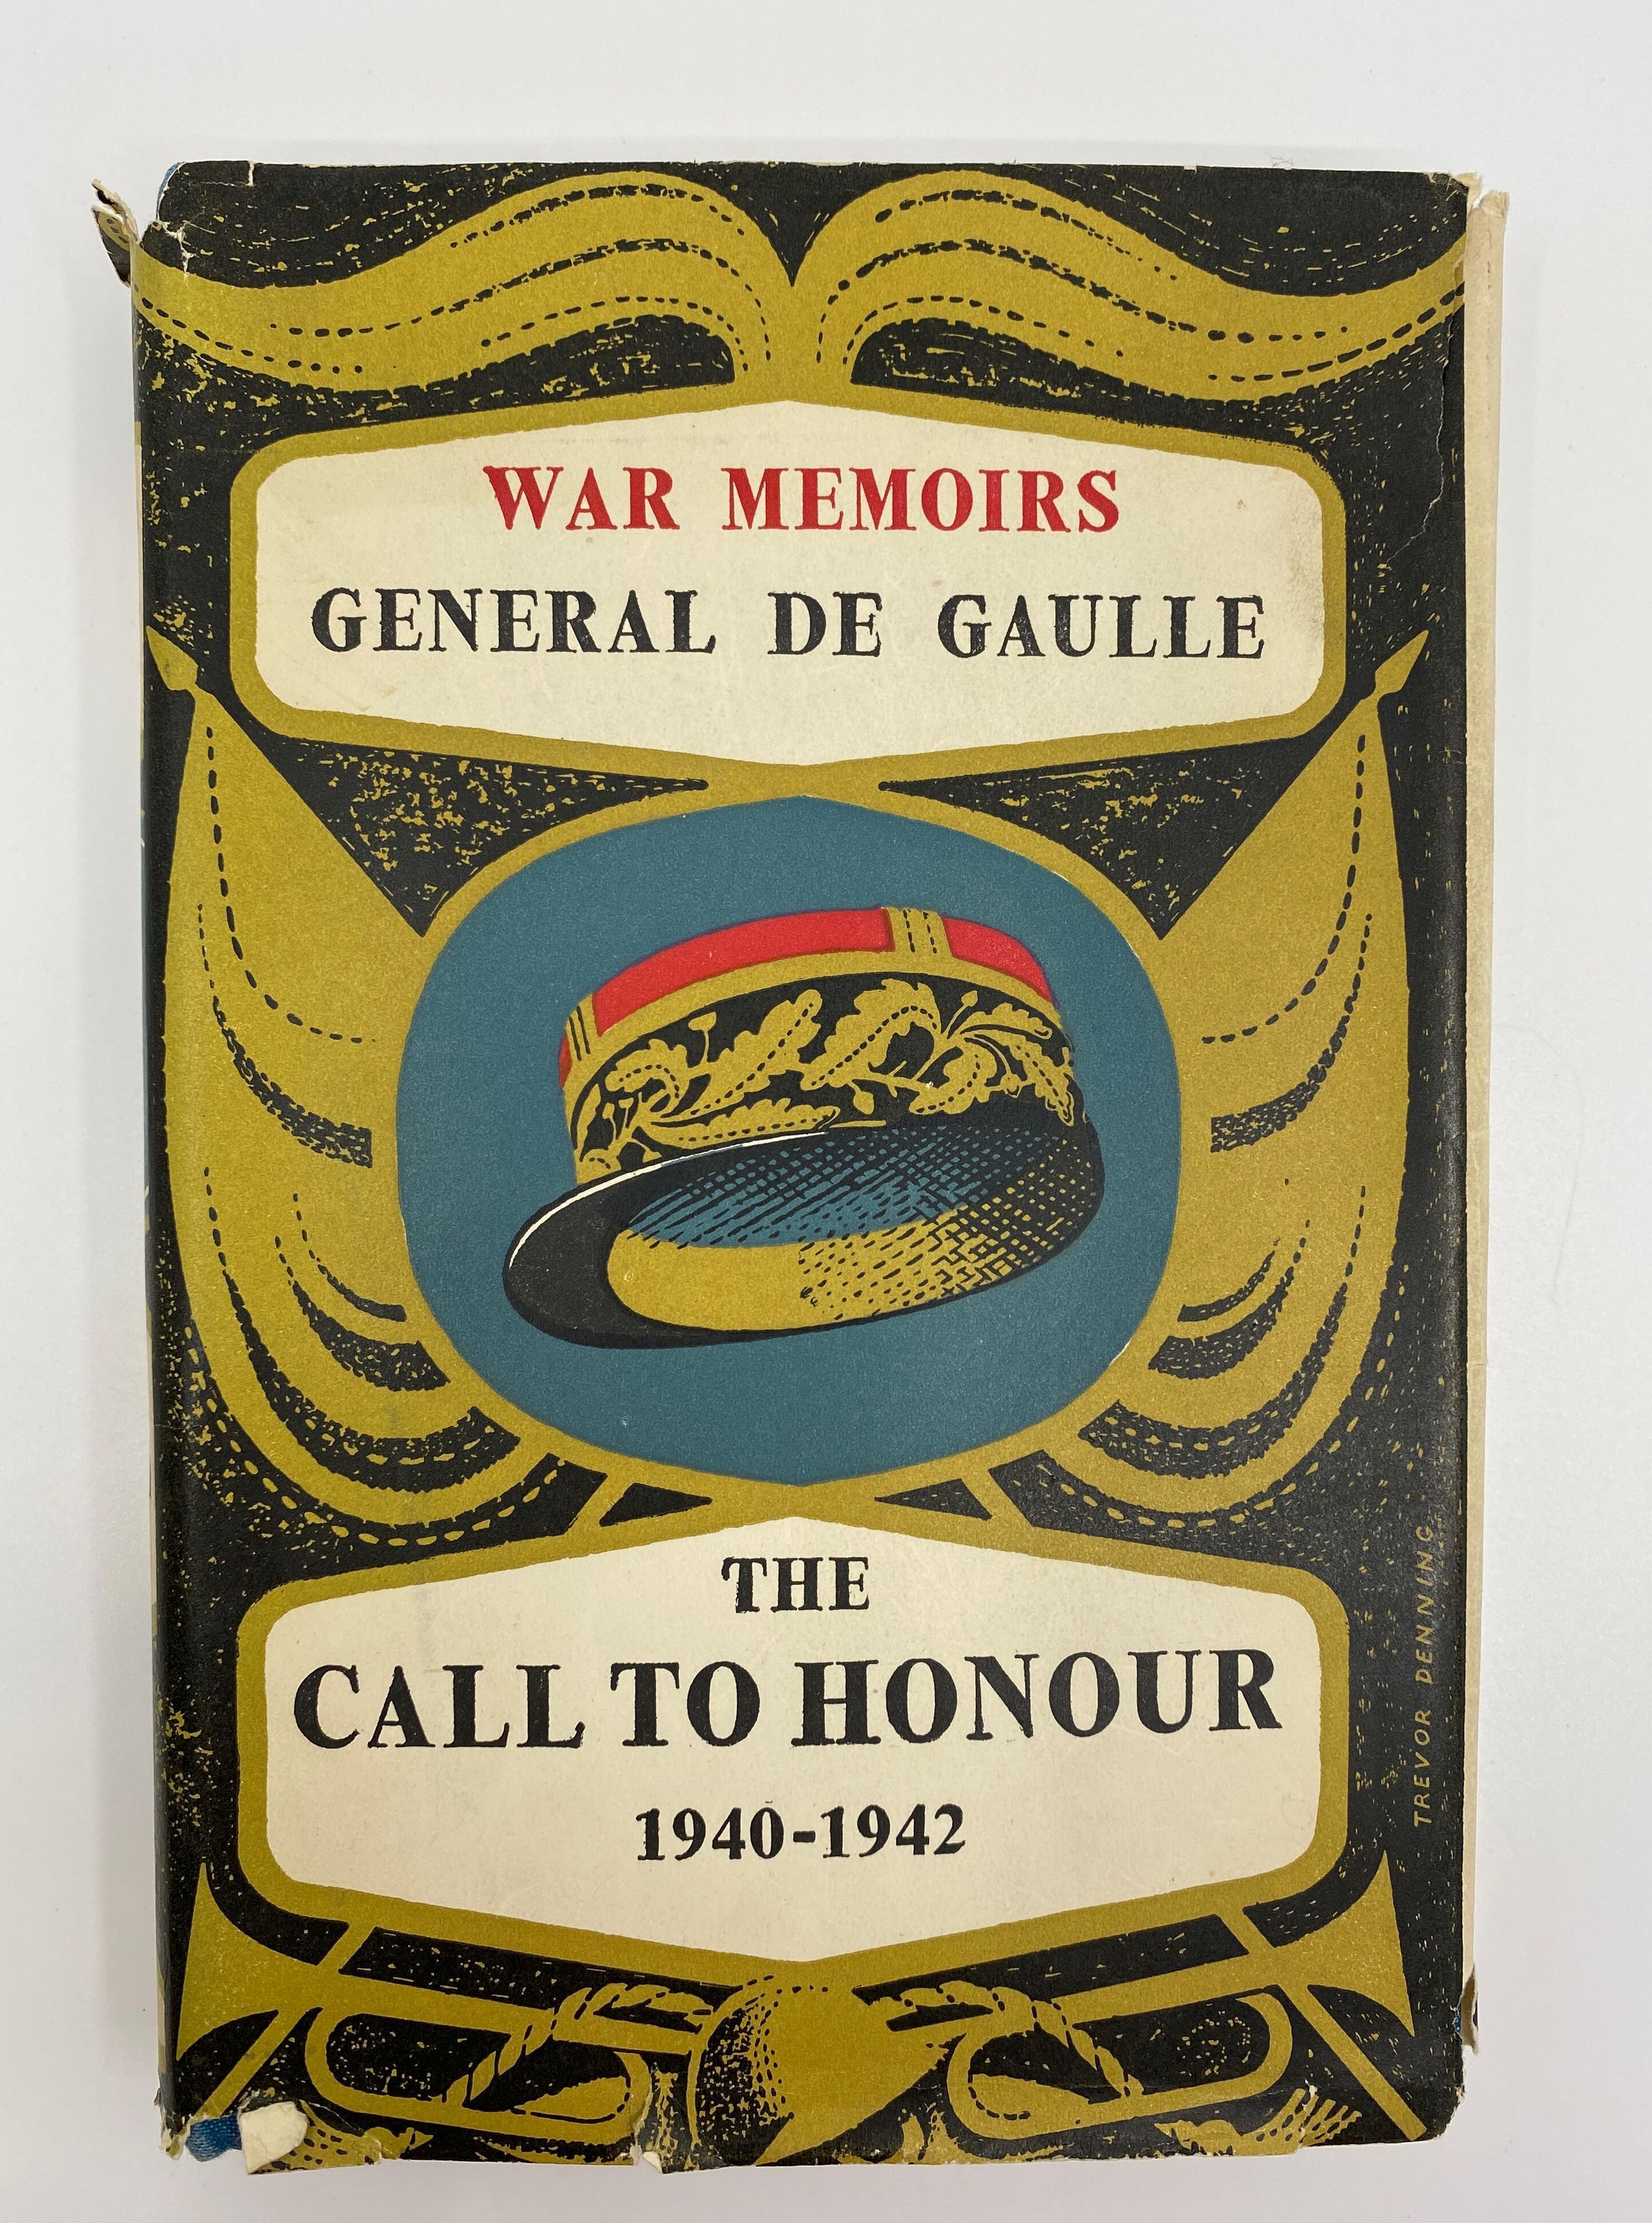 WAR MEMOIRS
GENERAL DE GAULLE
THE
CALL TO HONOUR
1940-1942
TREVOR DENNING